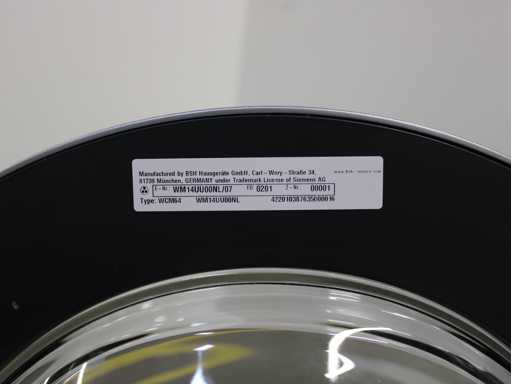 Manufactured by BSH Hausgeräte GmbH, Carl - Wery - Straße 34,
81739 München, GERMANY under Trademark License of Siemens AG
E - Nr. WM14UU00NL/07 FD 0201 Z - Nr. 00001
Type: WCM64 WM14UU00NL